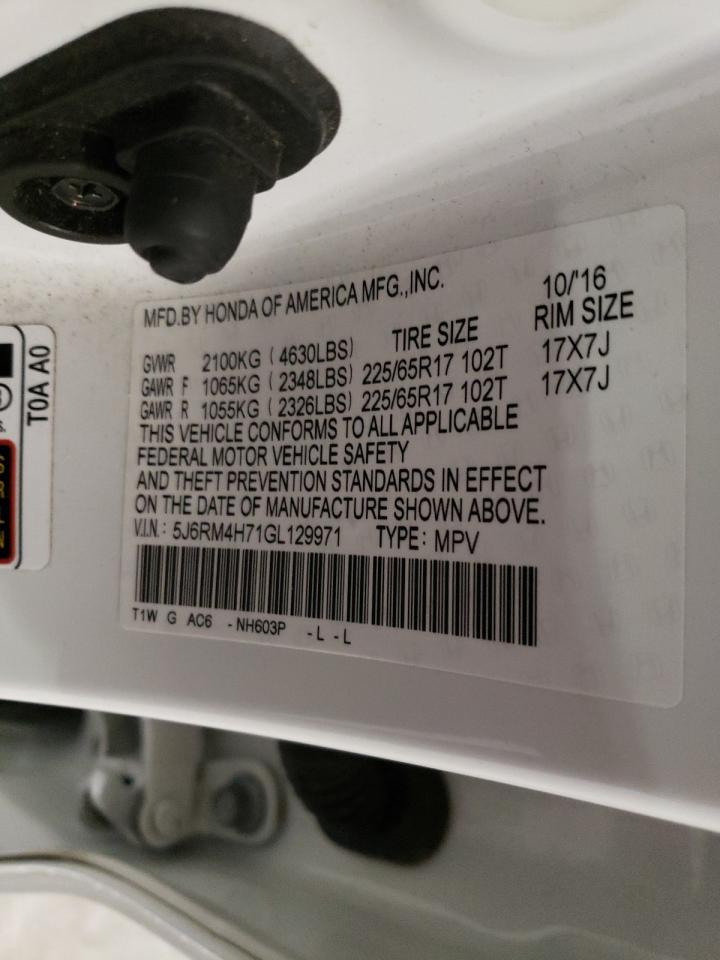 MFD.BY HONDA OF AMERICA MFG.,INC. 10/'16
TIRE SIZE RIM SIZE
GVWR 2100KG ( 4630LBS)
GAWR F 1065KG ( 2348LBS) 225/65R17 102T 17X7J
GAWR R 1055KG ( 2326LBS) 225/65R17 102T 17X7J
THIS VEHICLE CONFORMS TO ALL APPLICABLE
FEDERAL MOTOR VEHICLE SAFETY
AND THEFT PREVENTION STANDARDS IN EFFECT
ON THE DATE OF MANUFACTURE SHOWN ABOVE.
V.I.N.: 5J6RM4H71GL129971 TYPE: MPV
T1W G AC6 -NH603P -L -L
T0A A0